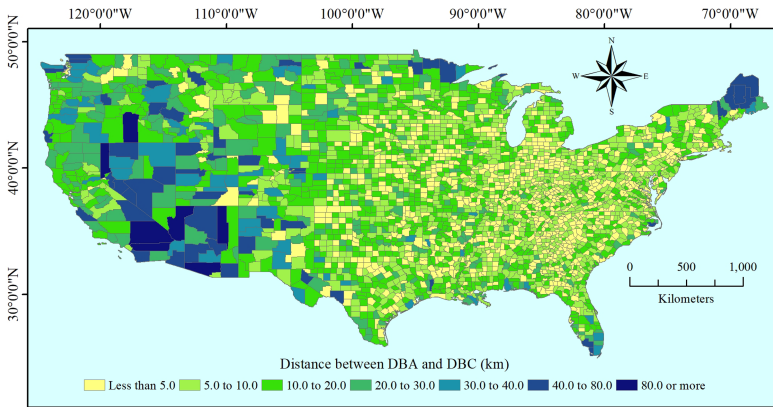 120°0'0"W 110°0'0"W 100°0'0"W 90°0'0"W 80°0'0"W 70°0'0"W
50°0'0"N
40°0'0"N
30°0'0"N
N
W E
S
0 500 1,000
Kilometers
Distance between DBA and DBC (km)
Less than 5.0 5.0 to 10.0 10.0 to 20.0 20.0 to 30.0 30.0 to 40.0 40.0 to 80.0 80.0 or more